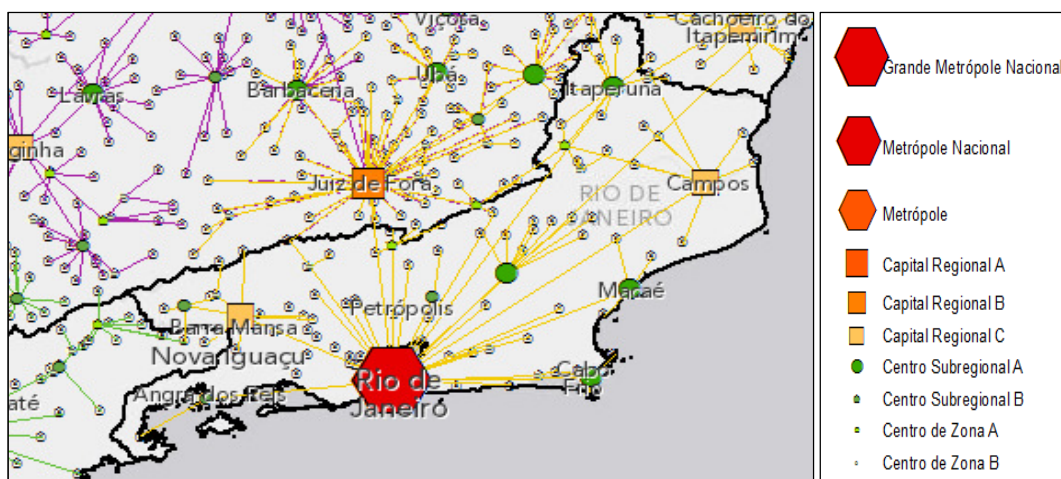 Viçosa
Cachoeiro do
Itapemirim
Lavras
Barbacena
Ubá
Itaperuna
ginha
Juiz de Fora
Campos
RIO DE
JANEIRO
Petrópolis
Macaé
Barra Mansa
Nova Iguaçu
Rio de
Janeiro
Cabo
Frio
Angra dos Reis
até
Grande Metrópole Nacional
Metrópole Nacional
Metrópole
Capital Regional A
Capital Regional B
Capital Regional C
Centro Subregional A
Centro Subregional B
Centro de Zona A
Centro de Zona B